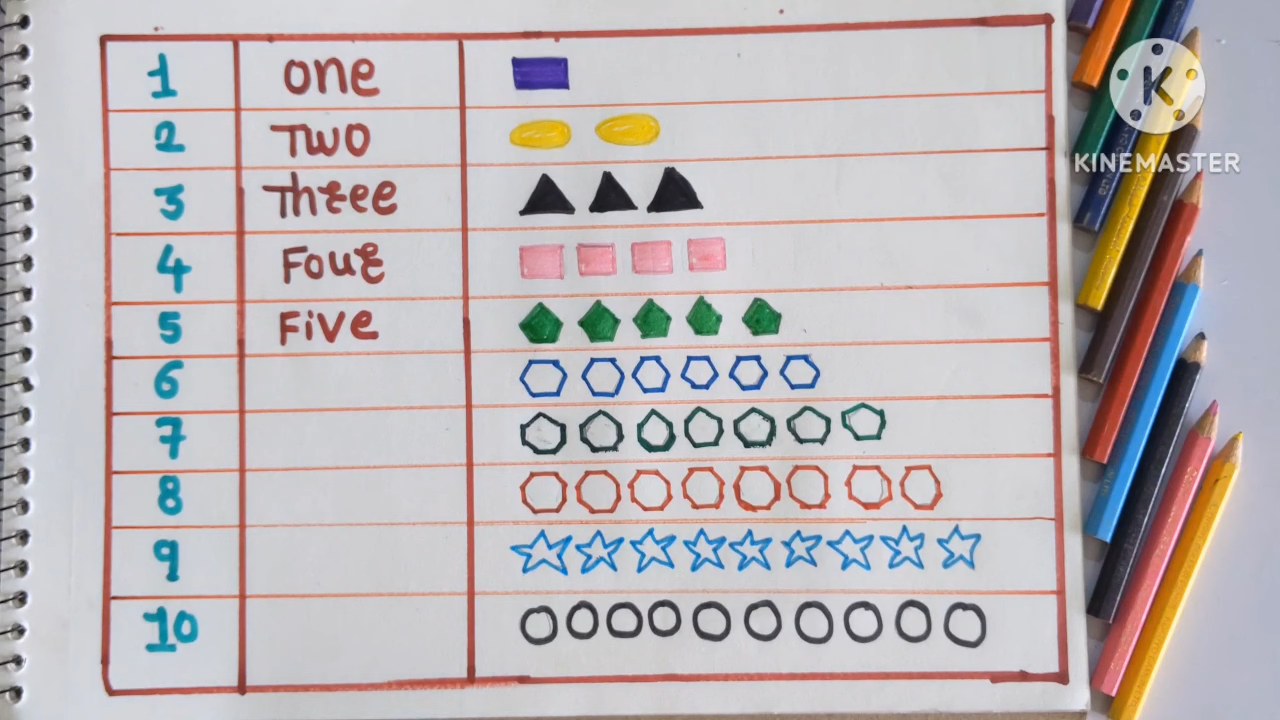 1 one
2 Two
3 Three
4 Four
5 Five
6
7
8
9
10
K
KINEMASTER